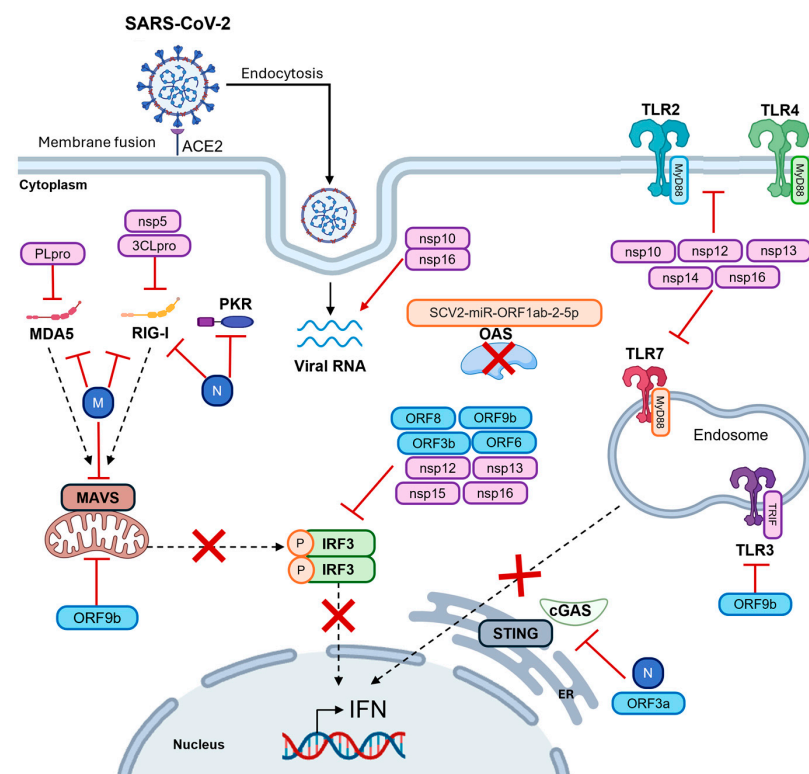 SARS-CoV-2
Endocytosis
Membrane fusion
ACE2
Cytoplasm
TLR2
TLR4
MyD88
MyD88
nsp5
3CLpro
PLpro
MDA5
RIG-I
PKR
M
N
nsp10
nsp16
Viral RNA
SCV2-miR-ORF1ab-2-5p
OAS
nsp10
nsp12
nsp13
nsp14
nsp16
TLR7
MyD88
Endosome
TRIF
TLR3
ORF9b
ORF8
ORF9b
ORF3b
ORF6
nsp12
nsp13
nsp15
nsp16
MAVS
ORF9b
P
IRF3
P
IRF3
cGAS
STING
ER
N
ORF3a
IFN
Nucleus